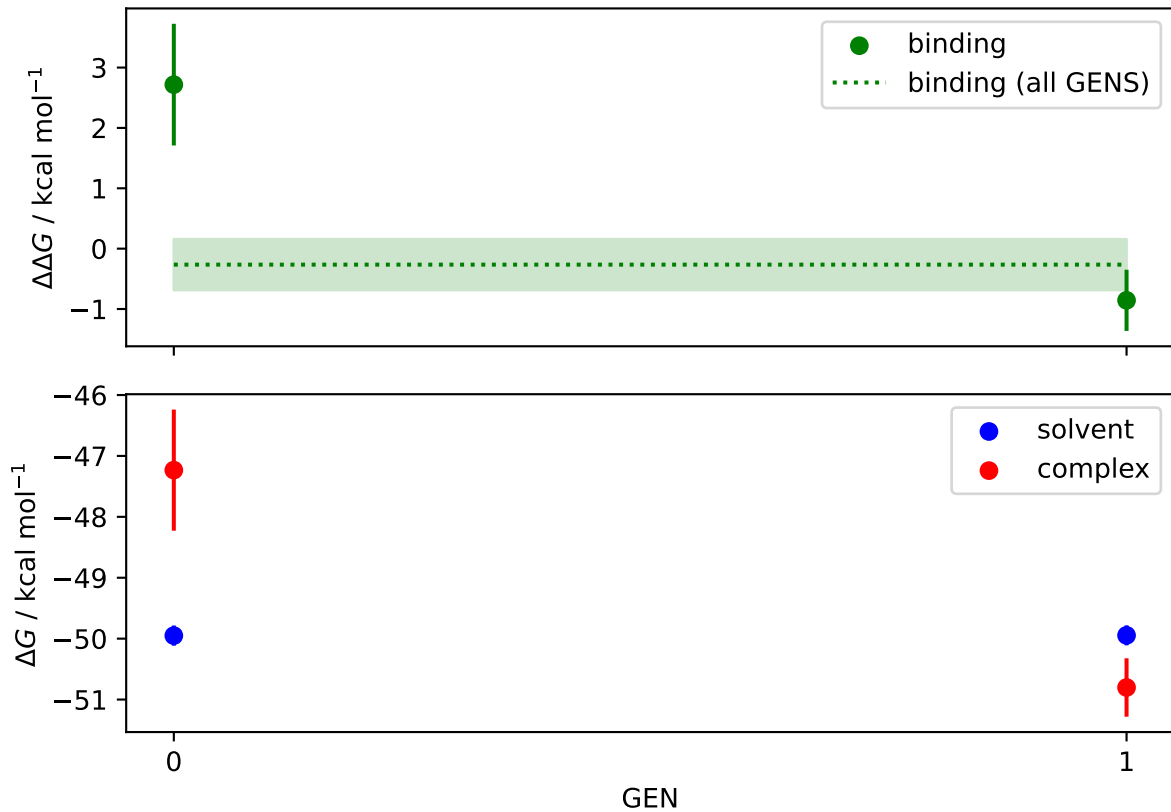 binding
binding (all GENS)
ΔΔG / kcal mol⁻¹
3
2
1
0
−1
solvent
complex
ΔG / kcal mol⁻¹
−46
−47
−48
−49
−50
−51
0
1
GEN